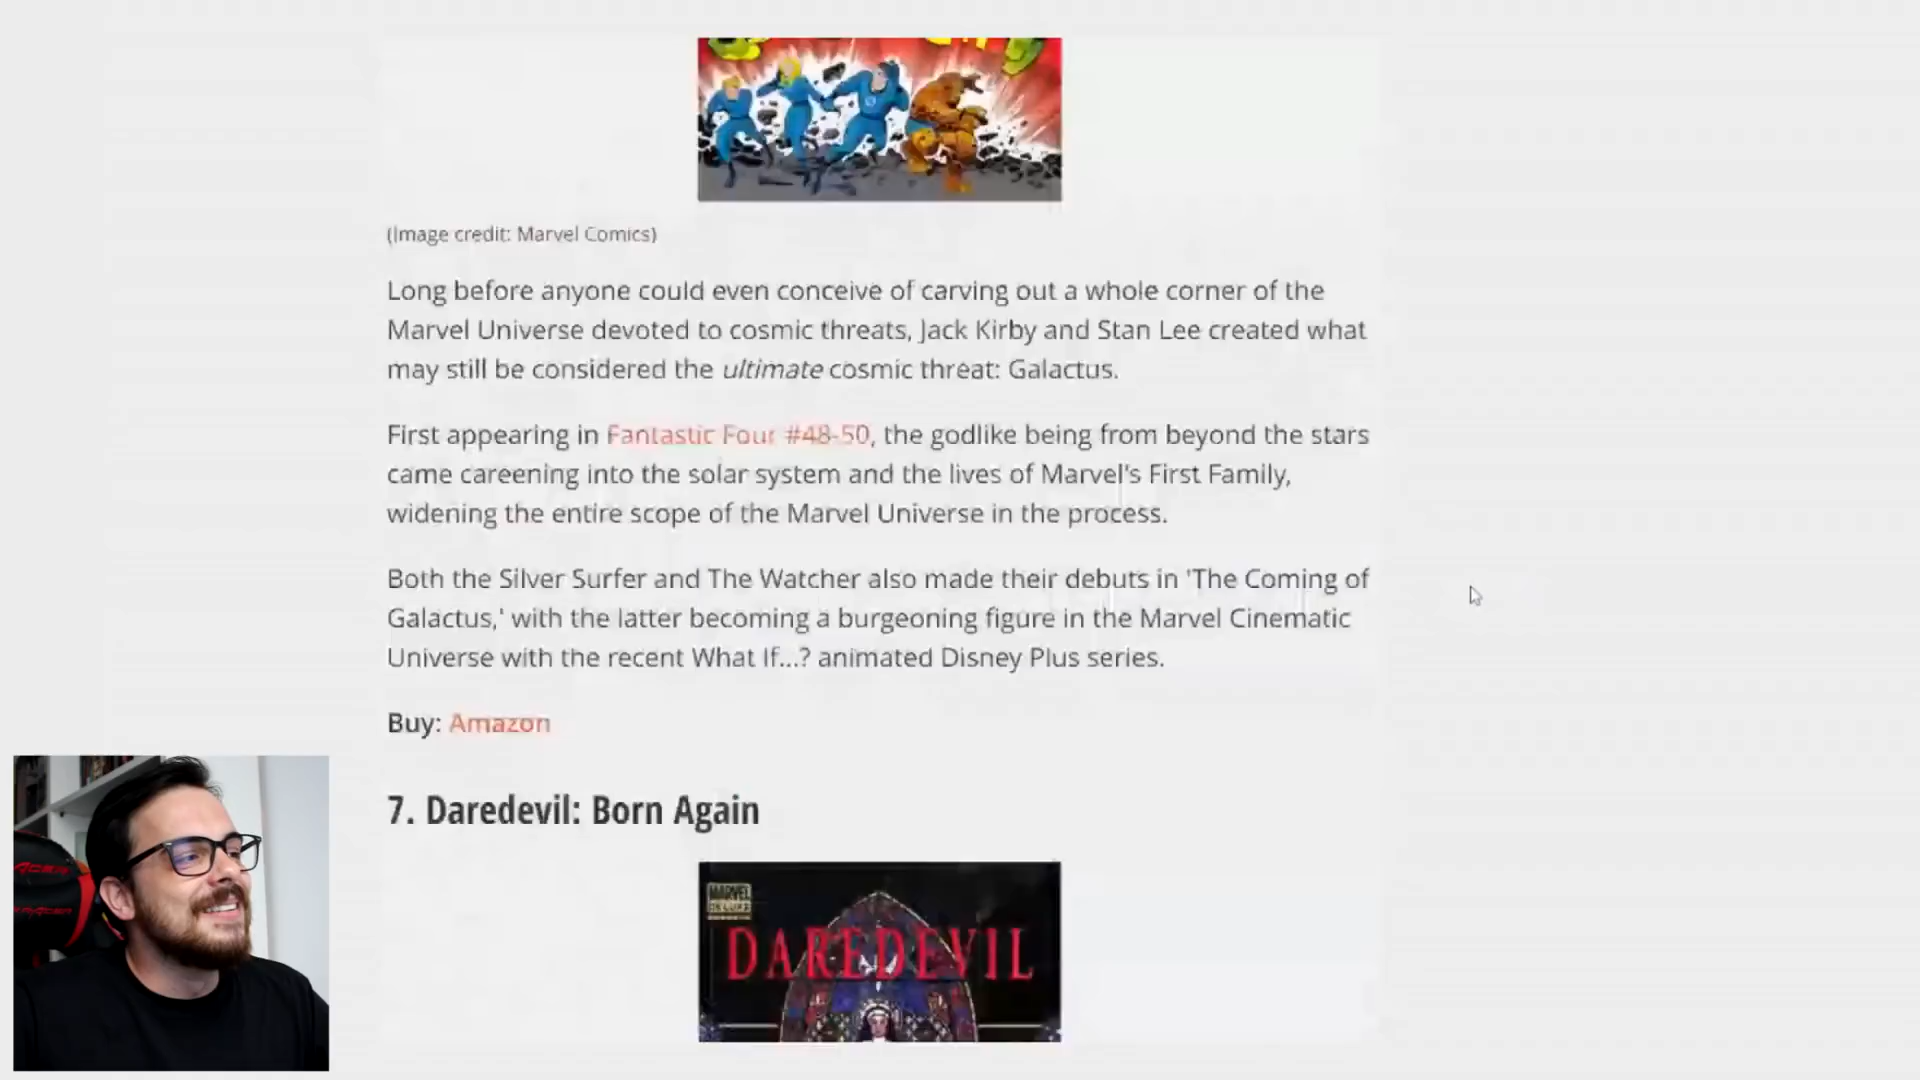 (Image credit: Marvel Comics)
Long before anyone could even conceive of carving out a whole corner of the
Marvel Universe devoted to cosmic threats, Jack Kirby and Stan Lee created what
may still be considered the ultimate cosmic threat: Galactus.
First appearing in Fantastic Four #48-50, the godlike being from beyond the stars
came careening into the solar system and the lives of Marvel's First Family,
widening the entire scope of the Marvel Universe in the process.
Both the Silver Surfer and The Watcher also made their debuts in 'The Coming of
Galactus,' with the latter becoming a burgeoning figure in the Marvel Cinematic
Universe with the recent What If...? animated Disney Plus series.
Buy: Amazon
7. Daredevil: Born Again
MARVEL
DAREDEVIL